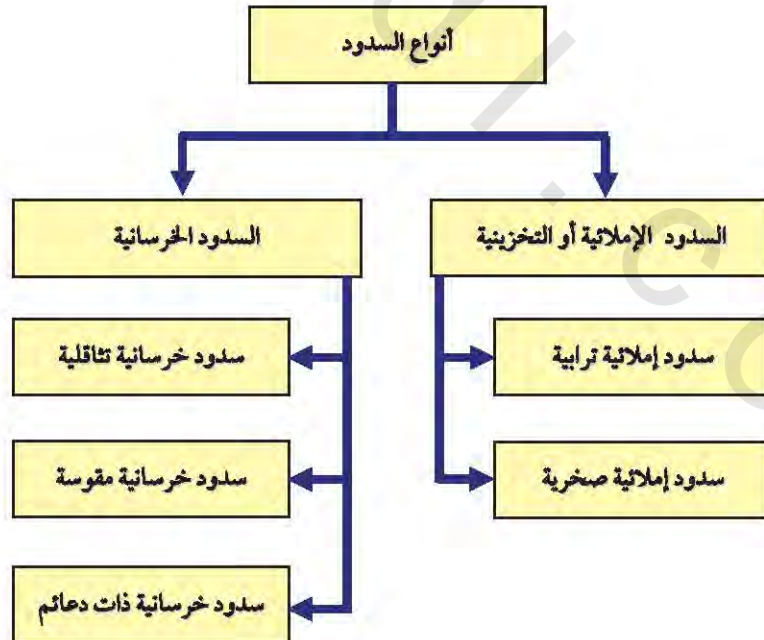 أنواع السدود
السدود الإملائية أو التخزينية
السدود الخرسانية
سدود إملائية ترابية
سدود خرسانية تثاقلية
سدود إملائية صخرية
سدود خرسانية مقوسة
سدود خرسانية ذات دعائم